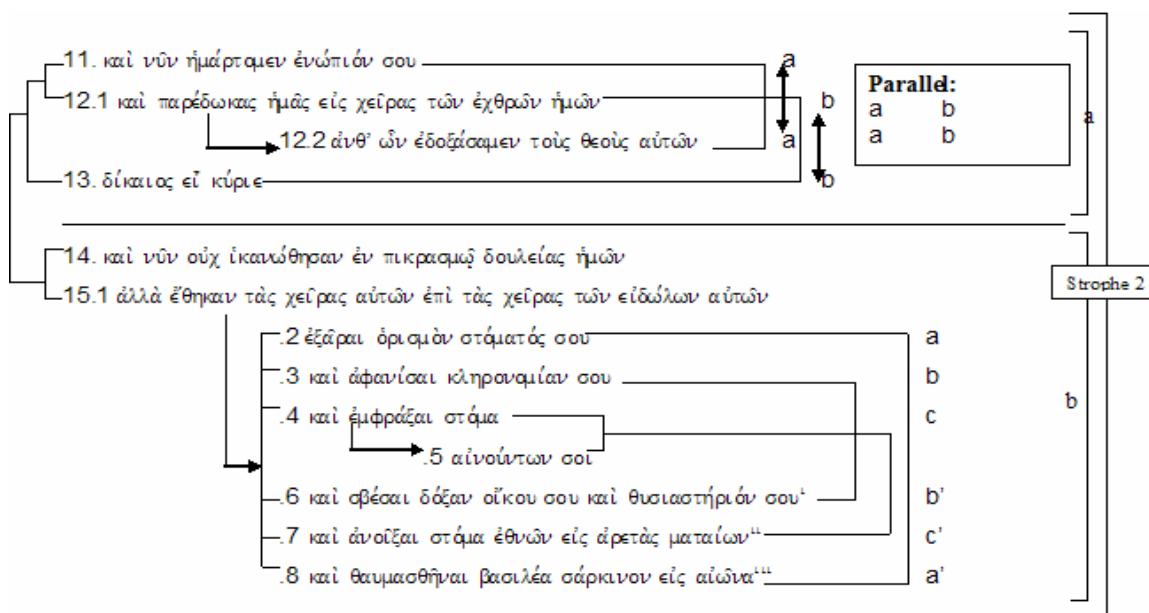 11. καὶ νῦν ἡμάρτομεν ἐνώπιόν σου a
Parallel:
12.1 καὶ παρέδωκας ἡμᾶς εἰς χεῖρας τῶν ἐχθρῶν ἡμῶν b
a b
a
12.2 ἀνθ’ ὧν ἐδοξάσαμεν τοὺς θεοὺς αὐτῶν a
a b
13. δίκαιος εἶ κύριε b
14. καὶ νῦν οὐχ ἱκανώθησαν ἐν πικρασμῷ δουλείας ἡμῶν
Strophe 2
15.1 ἀλλὰ ἔθηκαν τὰς χεῖρας αὐτῶν ἐπὶ τὰς χεῖρας τῶν εἰδώλων αὐτῶν
.2 ἐξᾶραι ὁρισμὸν στόματός σου a
.3 καὶ ἀφανίσαι κληρονομίαν σου b
b
.4 καὶ ἐμφράξαι στόμα c
.5 αἰνούντων σοι
.6 καὶ σβέσαι δόξαν οἴκου σου καὶ θυσιαστήριόν σου b’
.7 καὶ ἀνοῖξαι στόμα ἐθνῶν εἰς ἀρετὰς ματαίων c’
.8 καὶ θαυμασθῆναι βασιλέα σάρκινον εἰς αἰῶνα a’